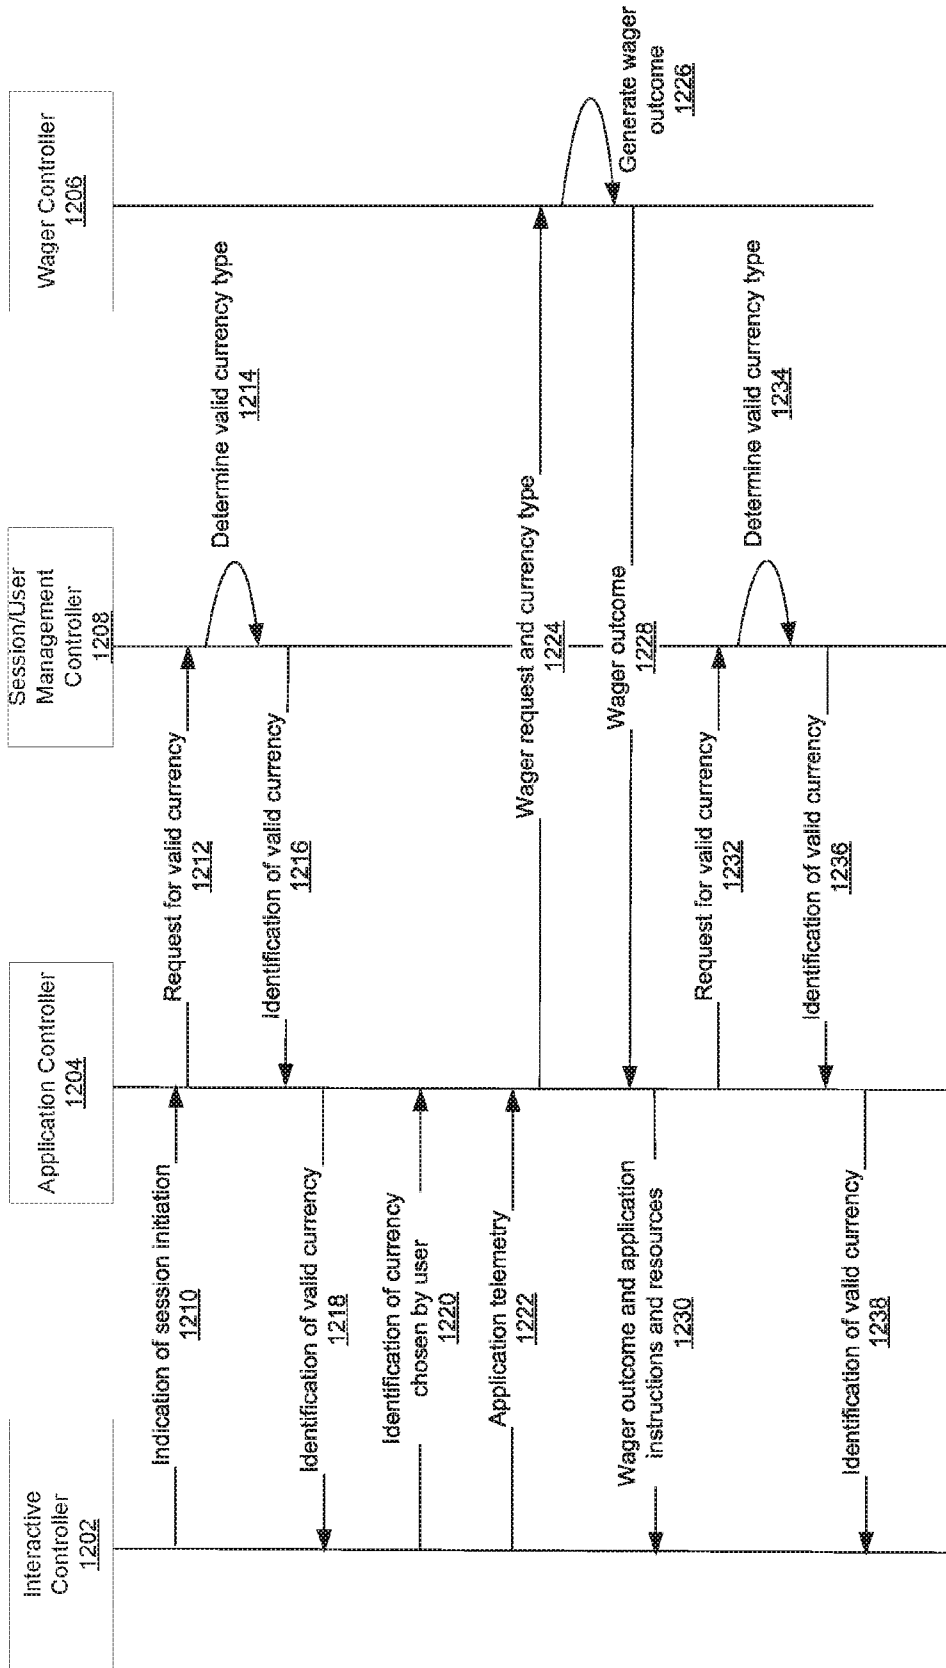 Interactive
Controller
1202
Application Controller
1204
Session/User
Management
Controller
1208
Wager Controller
1206
Indication of session initiation
1210
Request for valid currency
1212
Determine valid currency type
1214
Identification of valid currency
1216
Identification of valid currency
1218
Identification of currency
chosen by user
1220
Application telemetry
1222
Wager request and currency type
1224
Generate wager
outcome
1226
Wager outcome
1228
Wager outcome and application
instructions and resources
1230
Request for valid currency
1232
Determine valid currency type
1234
Identification of valid currency
1236
Identification of valid currency
1238